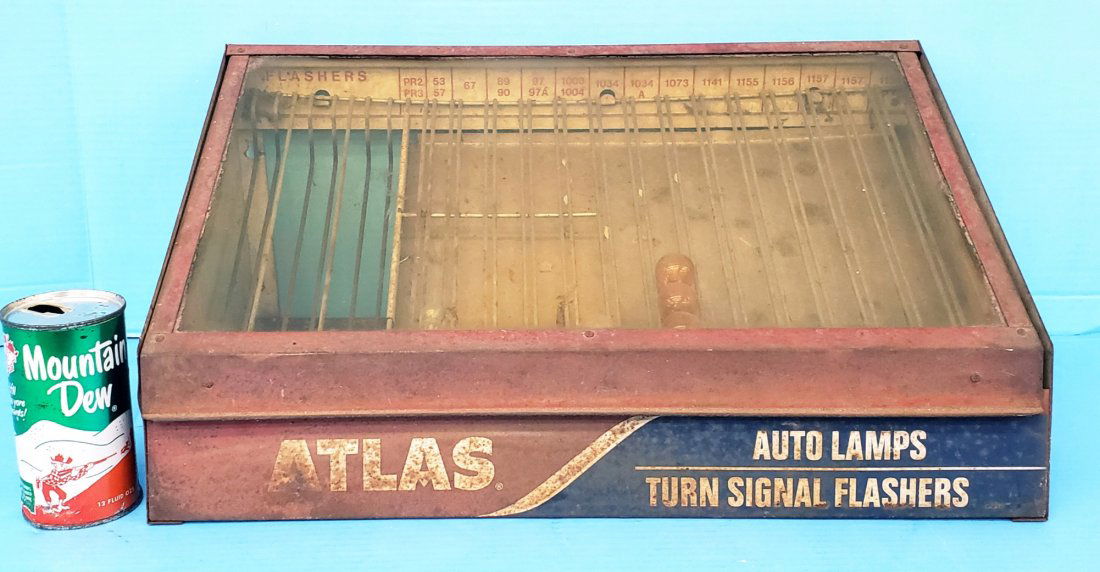 FLASHERS
PR2 53 67 89 97 1003 1034 1034 1073 1141 1155 1156 1157 1157
PR3 57 90 97A 1004 A
Mountain
Dew®
12 FLUID OZS
ATLAS®
AUTO LAMPS
TURN SIGNAL FLASHERS